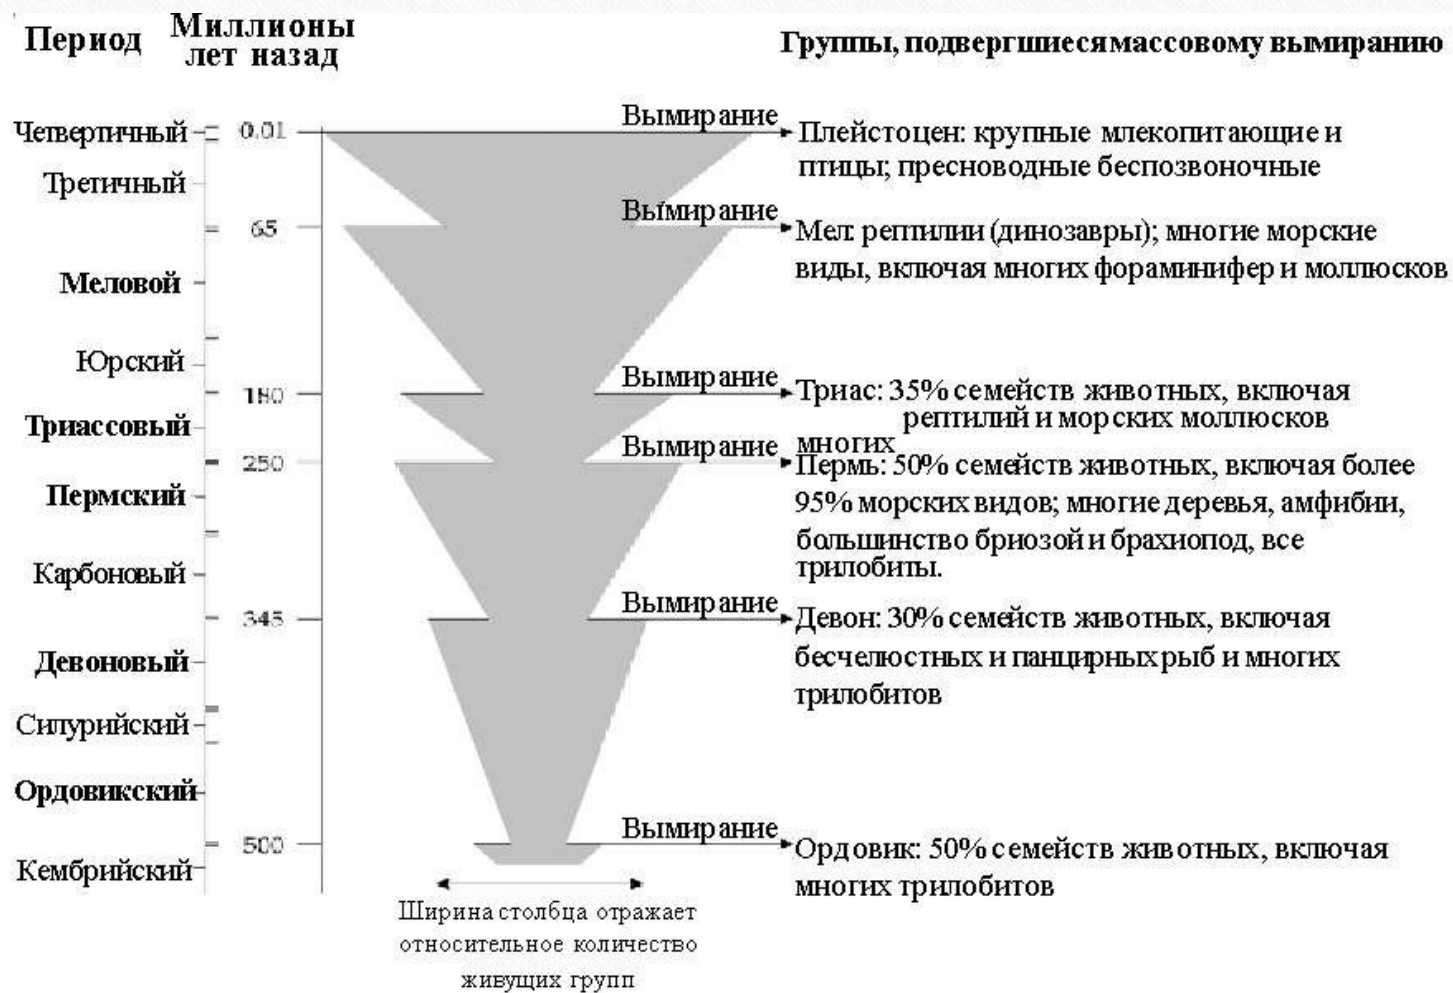 Период
Миллионы
лет назад
Группы, подвергшиесямассовому вымиранию
Четвертичный
Третичный
Меловой
Юрский
Триассовый
Пермский
Карбоновый
Девоновый
Силурийский
Ордовикский
Кембрийский
0.01
65
180
250
345
500
Вымирание
Плейстоцен: крупные млекопитающие и
птицы; пресноводные беспозвоночные
Вымирание
Мел: рептилии (динозавры); многие морские
виды, включая многих фораминифер и моллюсков
Вымирание
Триас: 35% семейств животных, включая
рептилий и морских моллюсков
многих
Вымирание
Пермь: 50% семейств животных, включая более
95% морских видов; многие деревья, амфибии,
большинство бриозой и брахиопод, все
трилобиты.
Вымирание
Девон: 30% семейств животных, включая
бесчелюстных и панцирных рыб и многих
трилобитов
Вымирание
Ордовик: 50% семейств животных, включая
многих трилобитов
Ширина столбца отражает
относительное количество
живущих групп